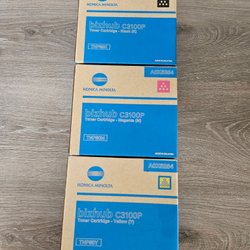 KONICA MINOLTA
bizhub C3100P
Toner Cartridge - Black (K)
KONICA MINOLTA
bizhub C3100P
Toner Cartridge - Magenta (M)
KONICA MINOLTA
bizhub C3100P
Toner Cartridge - Yellow (Y)